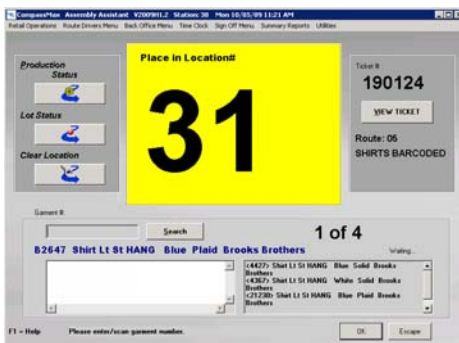 CompassMax Assembly Assistant V2009H1.2 Stations 30 Mon 10/05/09 11:21 AM
Retail Operations Route Drivers Menu Back Office Menu Time Clock Sign Off Menu Summary Reports Utilities
Production
Status
Lot Status
Clear Location
Place in Location#
31
Ticket #:
190124
VIEW TICKET
Route: 05
SHIRTS BARCODED
Garment #:
Search
1 of 4
B2647 Shirt Lt St HANG Blue Plaid Brooks Brothers
Waiting...
<4427> Shirt Lt St HANG Blue Solid Brooks
Brothers
<4367> Shirt Lt St HANG White Solid Brooks
Brothers
<21230> Shirt Lt St HANG Blue Plaid Brooks
Brothers
F1 = Help Please enter/scan garment number.
OK Escape